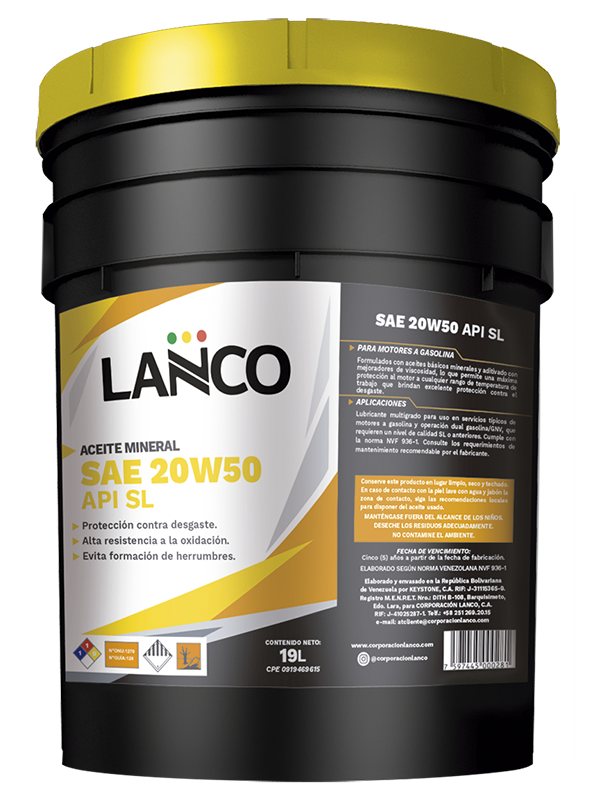 LANCO
ACEITE MINERAL
SAE 20W50
API SL
Protección contra desgaste.
Alta resistencia a la oxidación.
Evita formación de herrumbres.
CONTENIDO NETO:
19L
CPE 0919469615
SAE 20W50 API SL
PARA MOTORES A GASOLINA
Formulados con aceites básicos minerales y aditivado con
mejoradores de viscosidad, lo que permite una máxima
protección al motor a cualquier rango de temperatura de
trabajo que brindan excelente protección contra el
desgaste.
APLICACIONES
Lubricante multigrado para uso en servicios típicos de
motores a gasolina y operación dual gasolina/GNV, que
requieren un nivel de calidad SL o anteriores. Cumple con
la norma NVF 936-1. Consulte los requerimientos de
mantenimiento recomendable por el fabricante.
Conserve este producto en lugar limpio, seco y techado.
En caso de contacto con la piel lave con agua y jabón la
zona de contacto, siga las recomendaciones locales
para disponer del aceite usado.
MANTÉNGASE FUERA DEL ALCANCE DE LOS NIÑOS.
DESECHE LOS RESIDUOS ADECUADAMENTE.
NO CONTAMINE EL AMBIENTE.
FECHA DE VENCIMIENTO:
Cinco (5) años a partir de la fecha de fabricación.
ELABORADO SEGÚN NORMA VENEZOLANA NVF 936-1
Elaborado y envasado en la República Bolivariana
de Venezuela por KEYSTONE, C.A. RIF: J-31115365-9.
Registro M.E.N.R.E.T. Nro.: DITH B-108, Barquisimeto,
Edo. Lara, para CORPORACIÓN LANCO, C.A.
RIF: J-41025287-1. Telf.: +58 251 269.20.15
e-mail: atcliente@corporacionlanco.com
www.corporacionlanco.com
@corporacionlanco
7597445000281